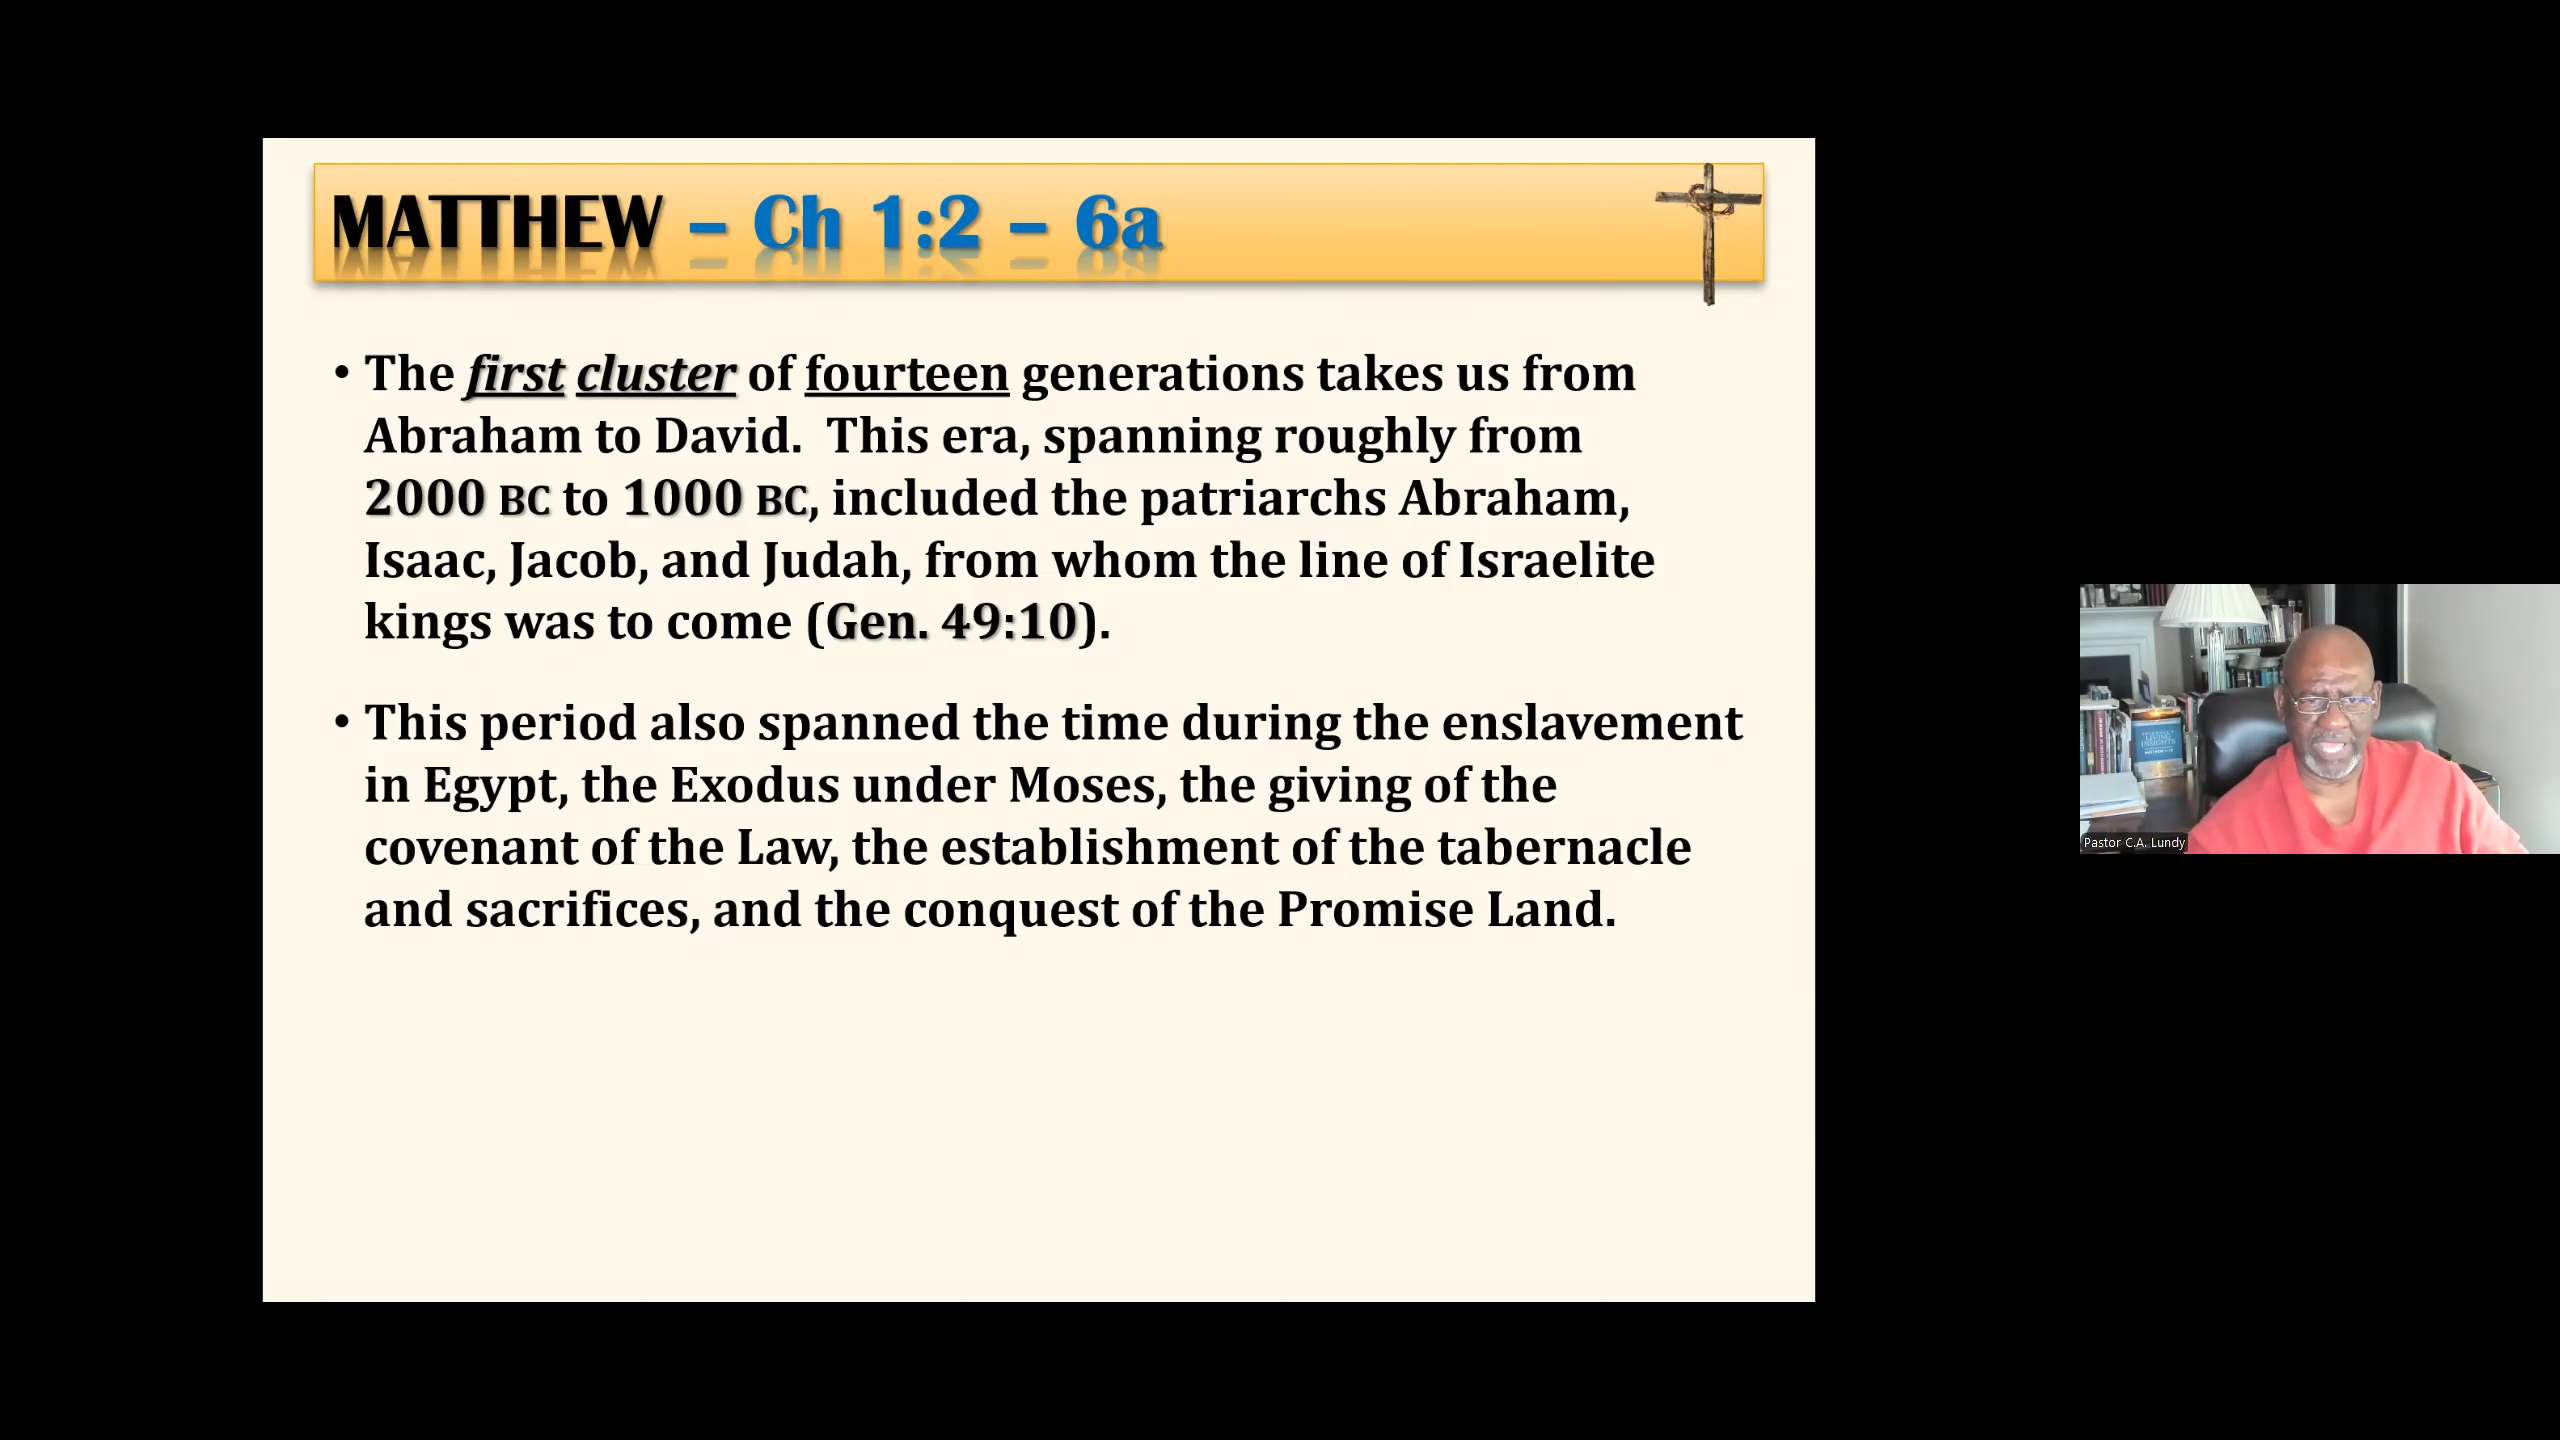 MATTHEW – Ch 1:2 – 6a
• The first cluster of fourteen generations takes us from
Abraham to David.  This era, spanning roughly from
2000 BC to 1000 BC, included the patriarchs Abraham,
Isaac, Jacob, and Judah, from whom the line of Israelite
kings was to come (Gen. 49:10).
• This period also spanned the time during the enslavement
in Egypt, the Exodus under Moses, the giving of the
covenant of the Law, the establishment of the tabernacle
and sacrifices, and the conquest of the Promise Land.
LIVING
INSIGHTS
Pastor C.A. Lundy